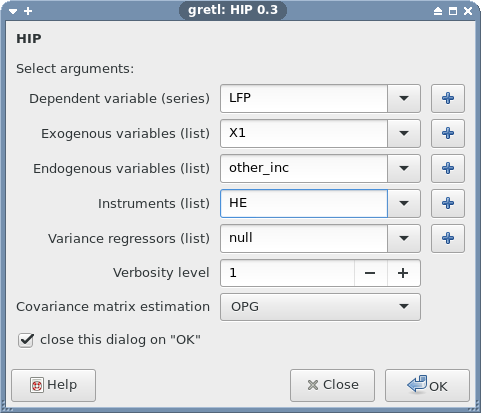 gretl: HIP 0.3
HIP
Select arguments:
Dependent variable (series) LFP
Exogenous variables (list) X1
Endogenous variables (list) other_inc
Instruments (list) HE
Variance regressors (list) null
Verbosity level 1
Covariance matrix estimation OPG
close this dialog on "OK"
Help Close OK